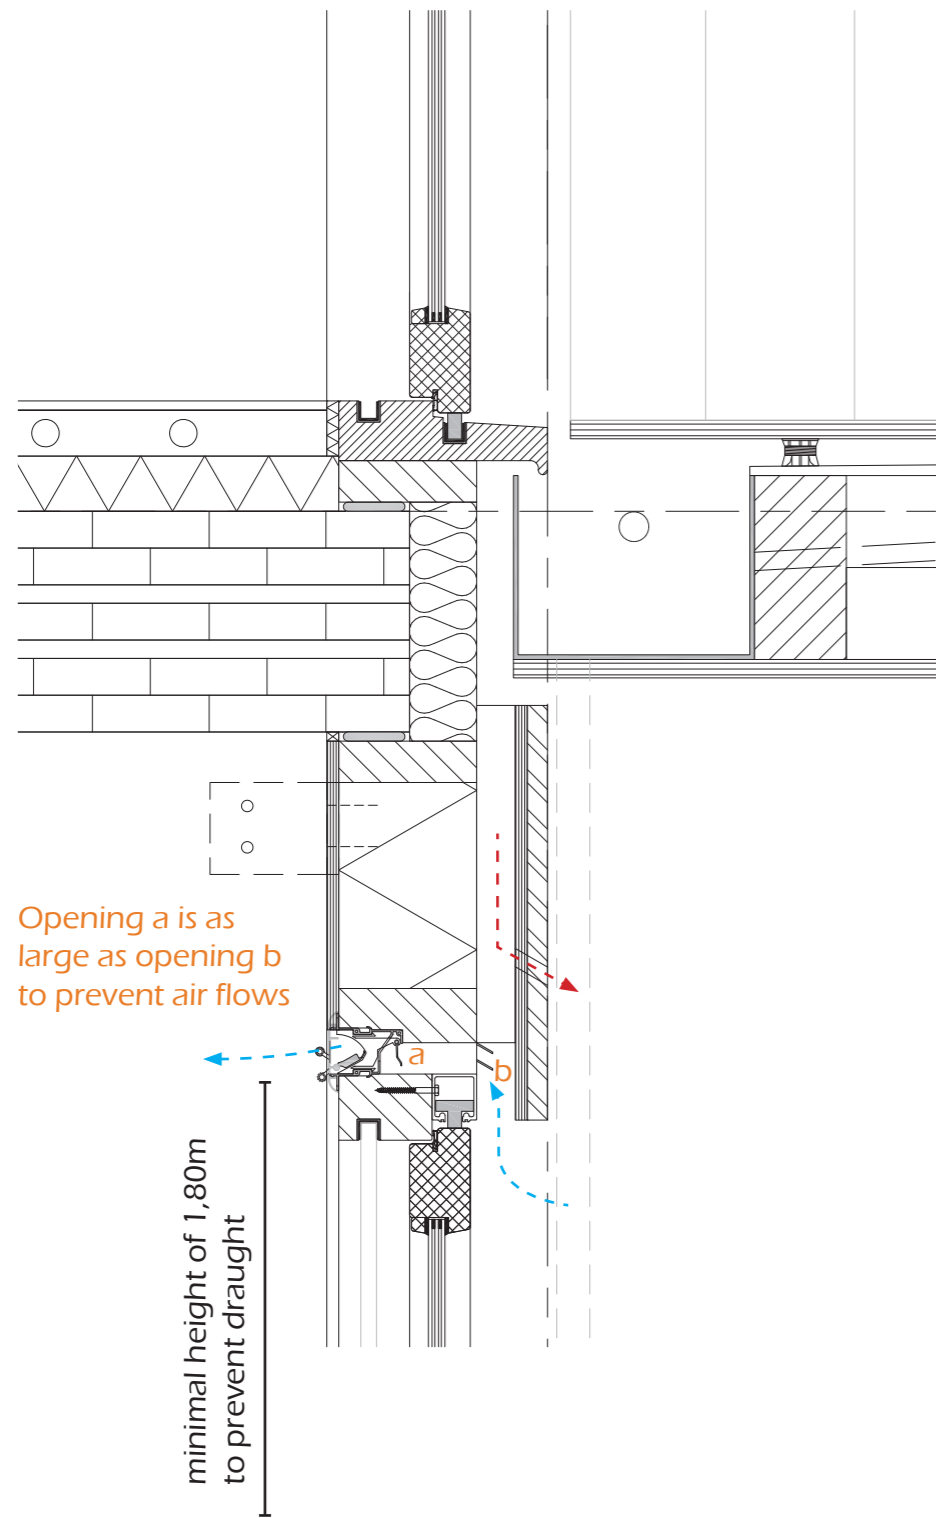 Opening a is as
large as opening b
to prevent air flows
a
b
minimal height of 1,80m
to prevent draught